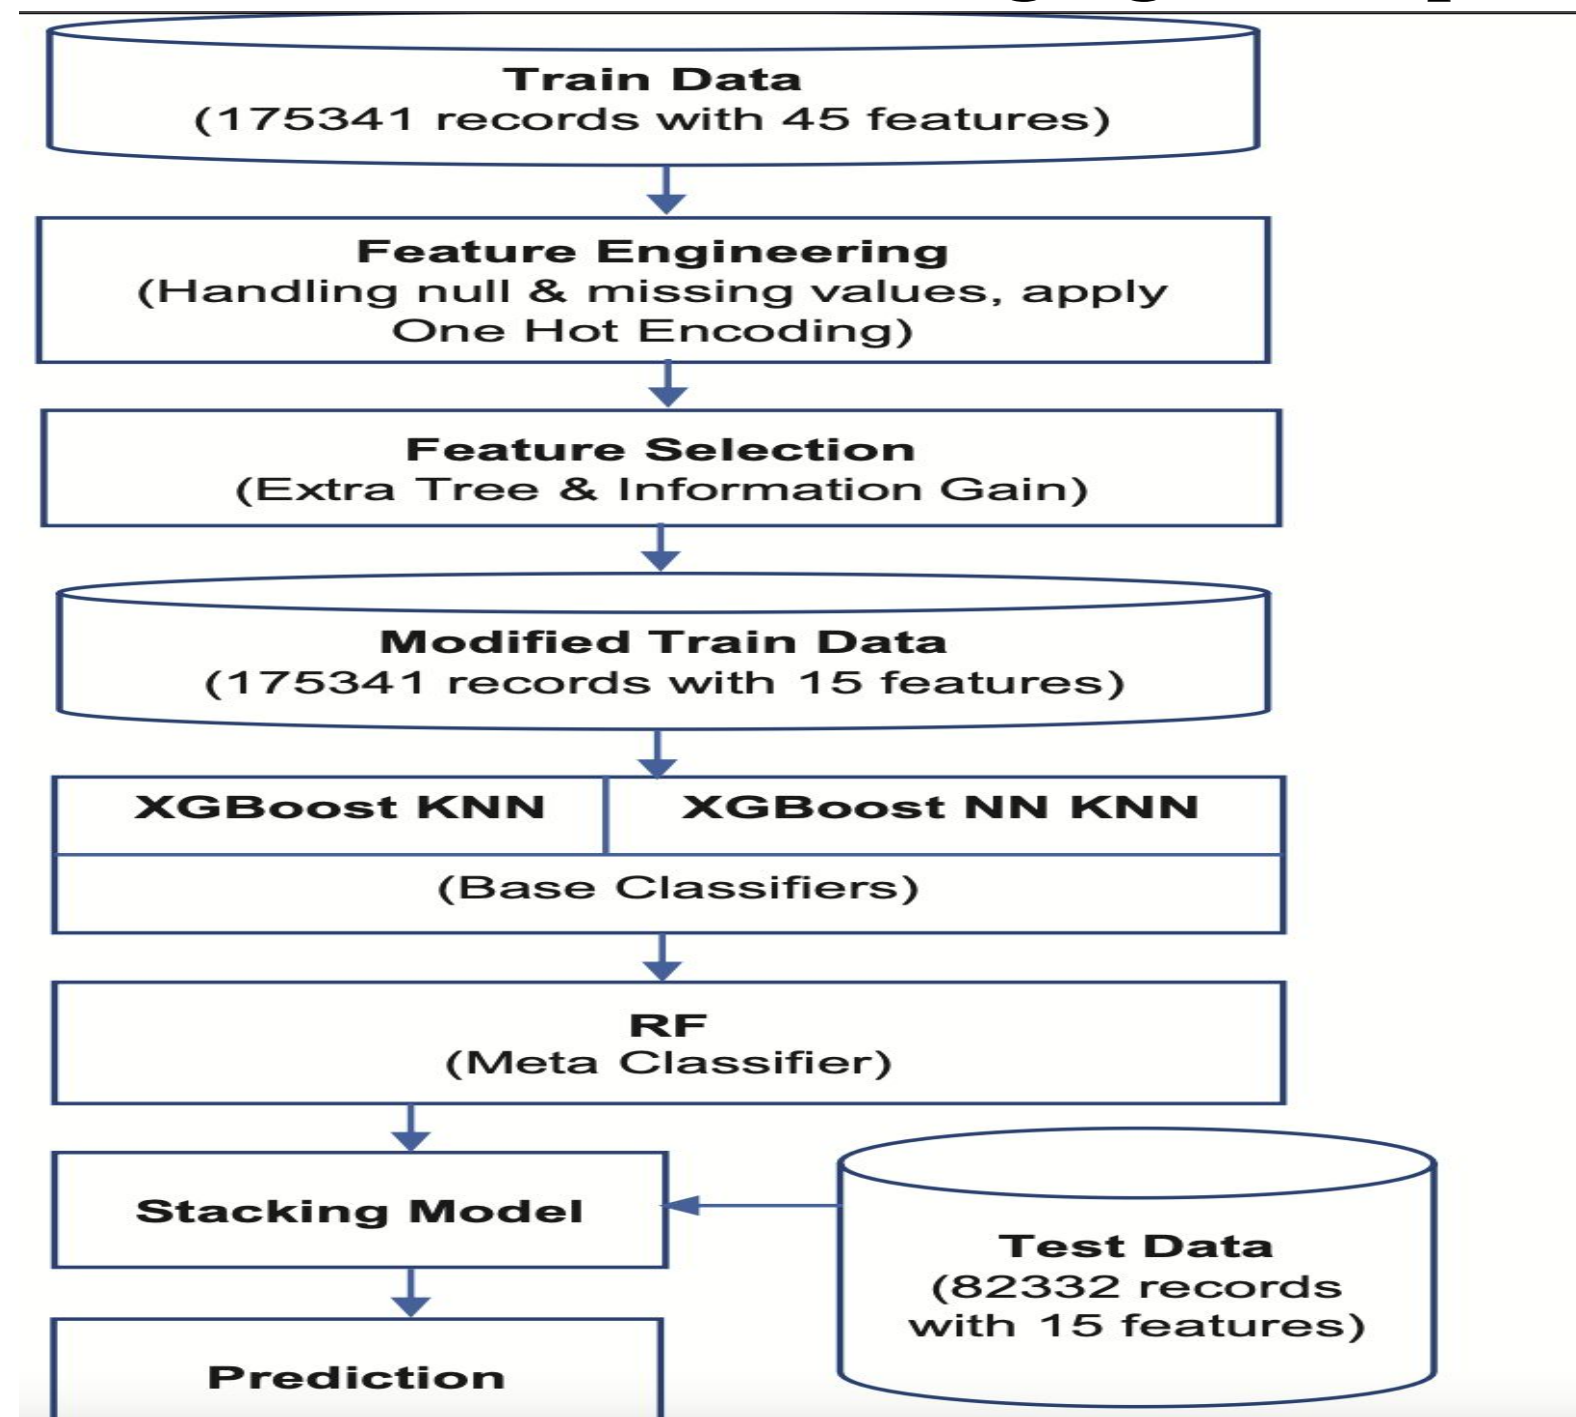 Train Data
(175341 records with 45 features)
Feature Engineering
(Handling null & missing values, apply
One Hot Encoding)
Feature Selection
(Extra Tree & Information Gain)
Modified Train Data
(175341 records with 15 features)
XGBoost KNN
XGBoost NN KNN
(Base Classifiers)
RF
(Meta Classifier)
Stacking Model
Test Data
(82332 records
with 15 features)
Prediction